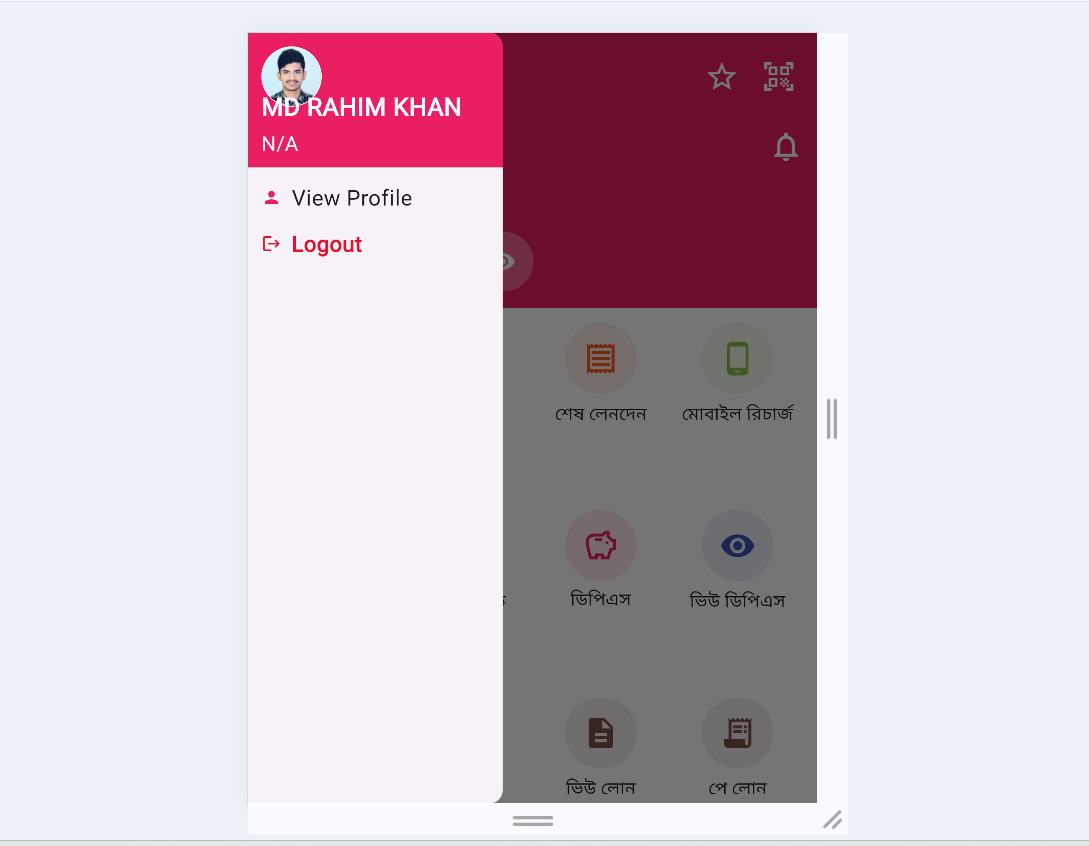 MD RAHIM KHAN
N/A
View Profile
Logout
শেষ লেনদেন
মোবাইল রিচার্জ
ডিপিএস
ভিউ ডিপিএস
ভিউ লোন
পে লোন